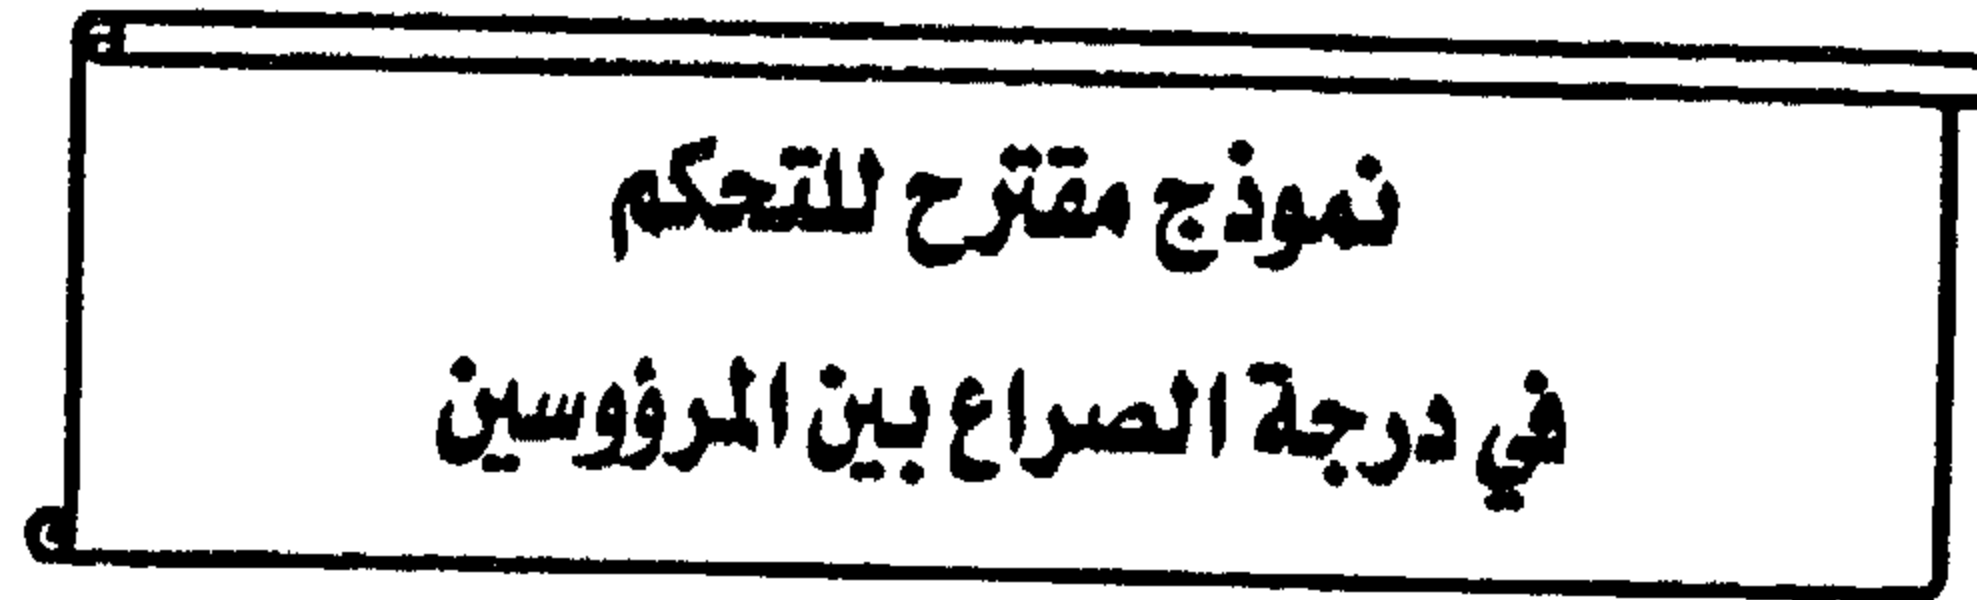 نموذج مقترح للتحكم
في درجة الصراع بين المرؤوسين